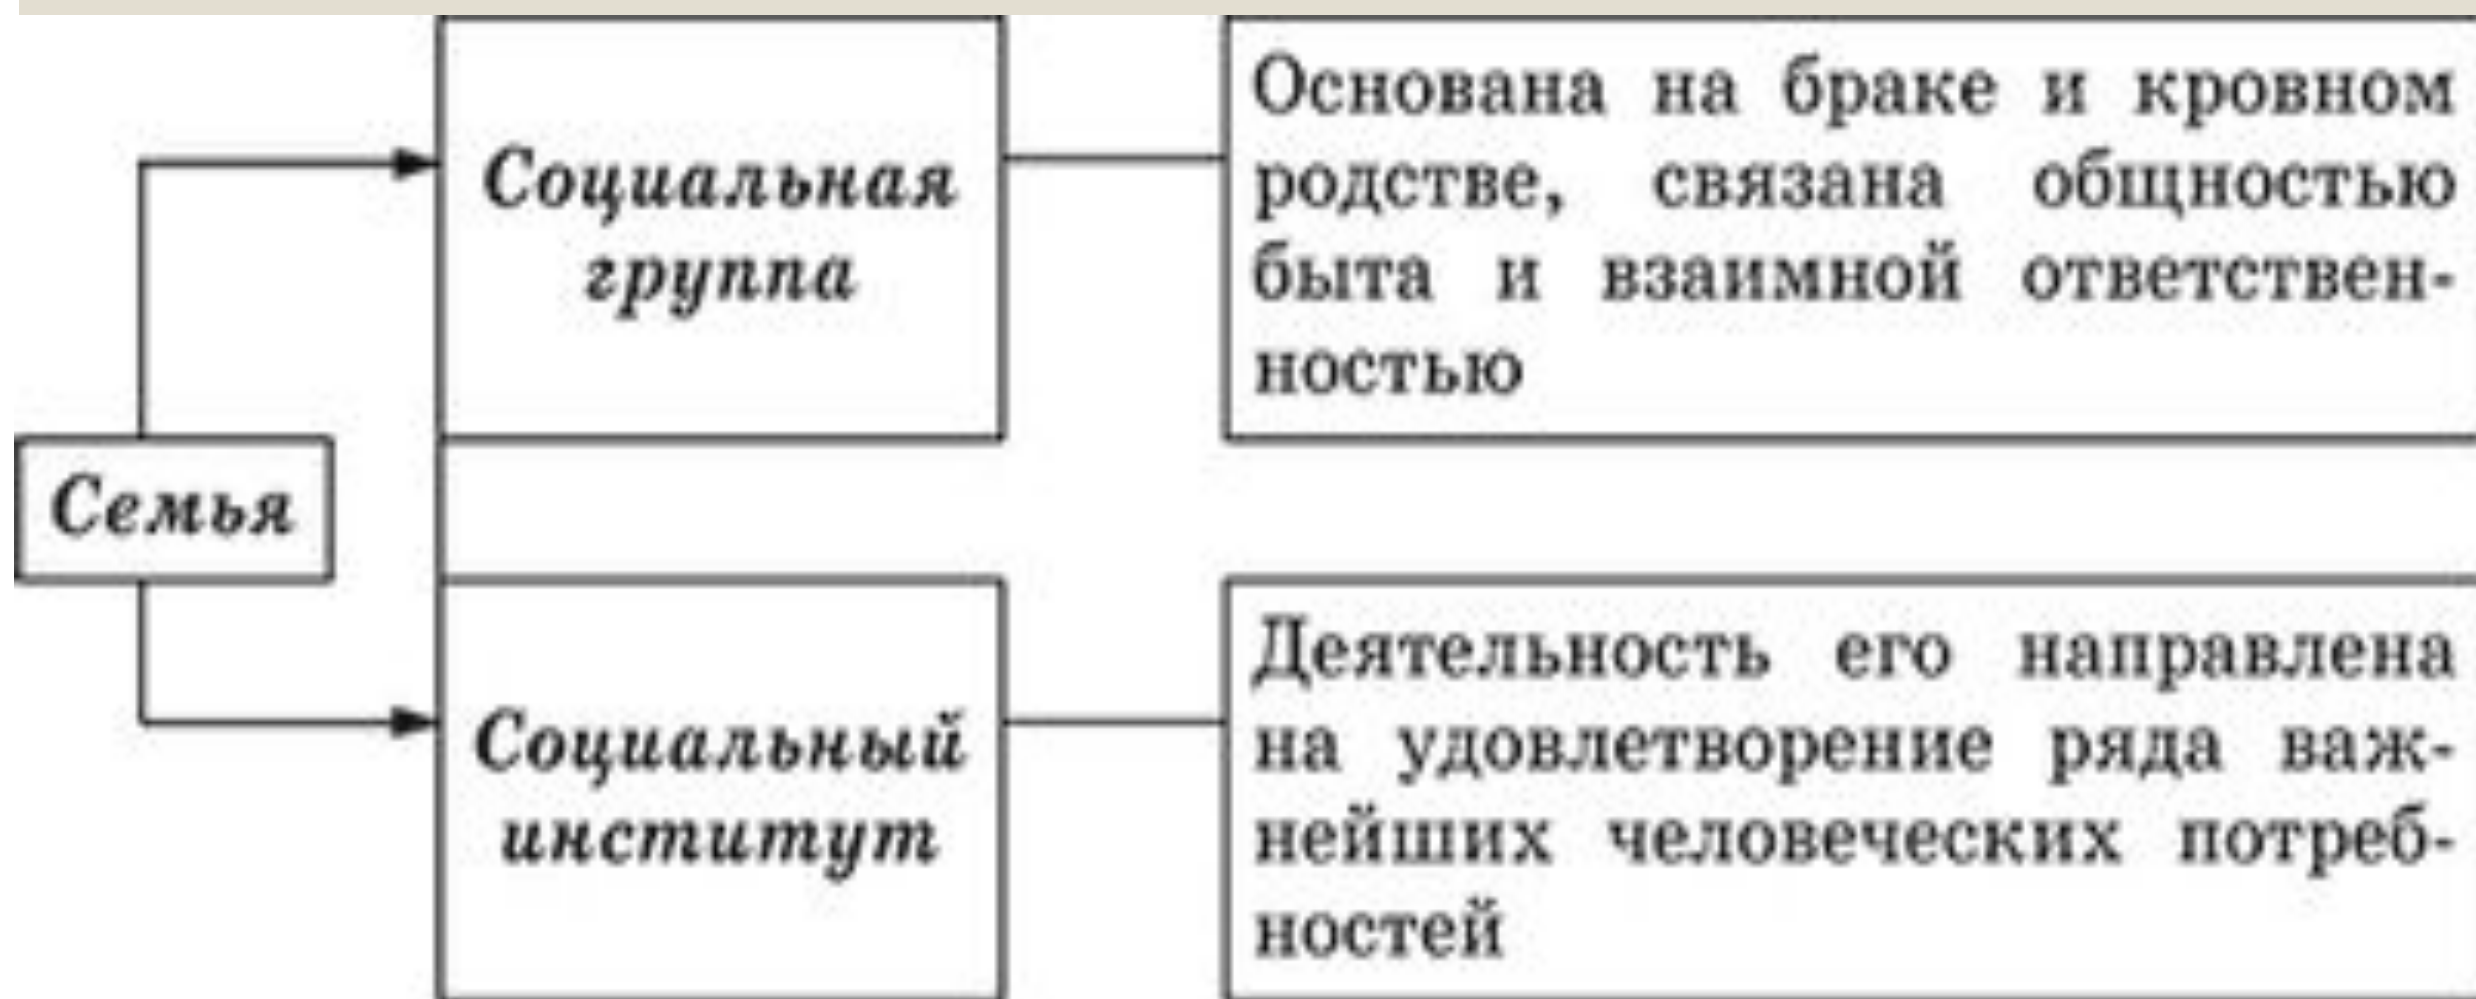 Семья
Социальная
группа
Основана на браке и кровном
родстве, связана общностью
быта и взаимной ответствен-
ностью
Социальный
институт
Деятельность его направлена
на удовлетворение ряда важ-
нейших человеческих потреб-
ностей